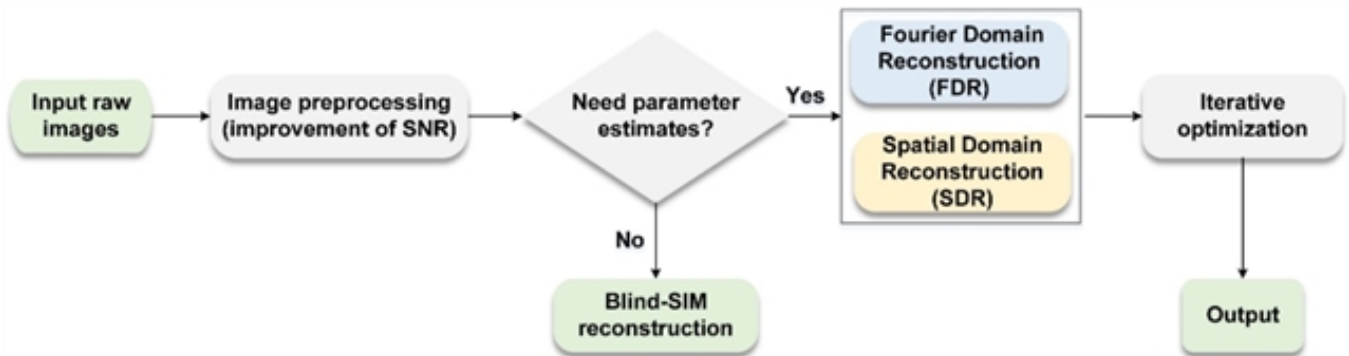 Input raw
images
Image preprocessing
(improvement of SNR)
Need parameter
estimates?
Yes
Fourier Domain
Reconstruction
(FDR)
Spatial Domain
Reconstruction
(SDR)
Iterative
optimization
No
Blind-SIM
reconstruction
Output